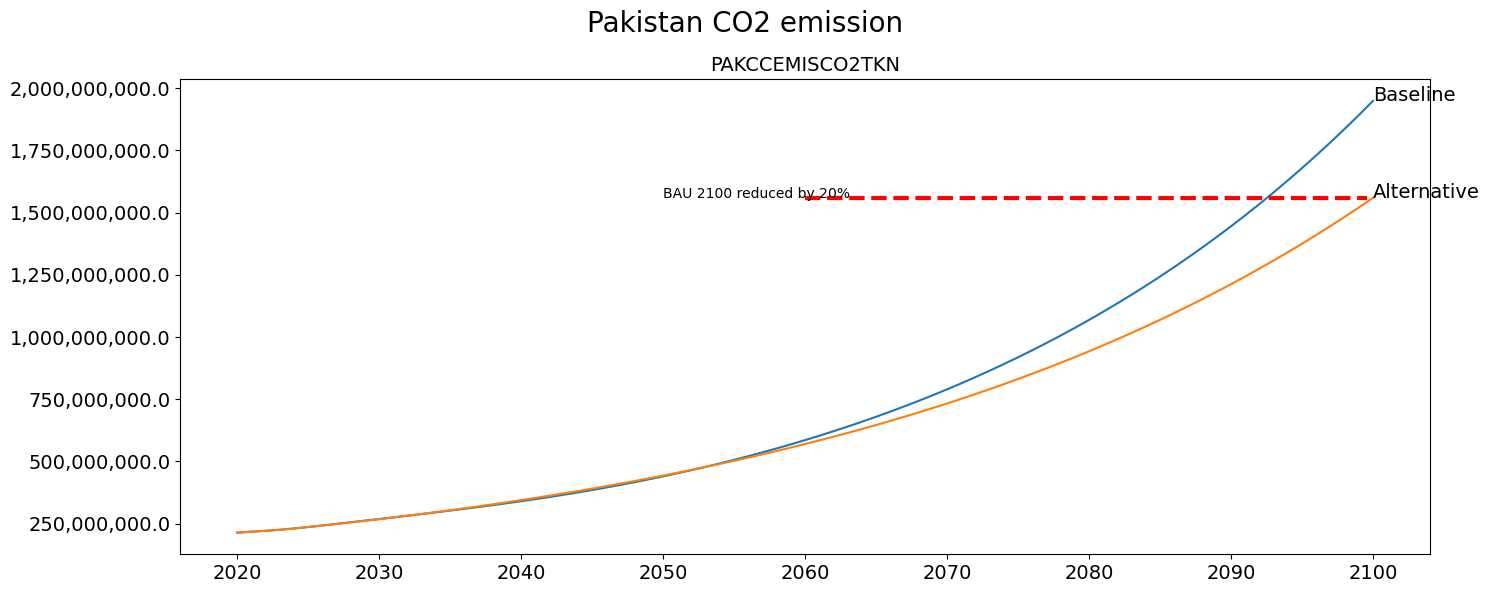 Pakistan CO2 emission
PAKCCEMISCO2TKN
2,000,000,000.0
Baseline
1,750,000,000.0
BAU 2100 reduced by 20%
Alternative
1,500,000,000.0
1,250,000,000.0
1,000,000,000.0
750,000,000.0
500,000,000.0
250,000,000.0
2020 2030 2040 2050 2060 2070 2080 2090 2100